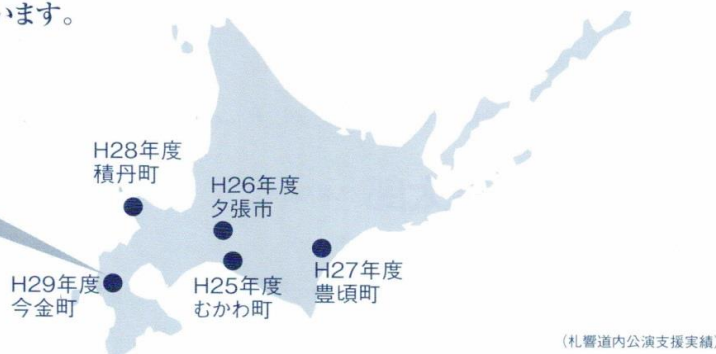 います。
H28年度
積丹町
H26年度
夕張市
H29年度
今金町
H25年度
むかわ町
H27年度
豊頃町
(札響道内公演支援実績)